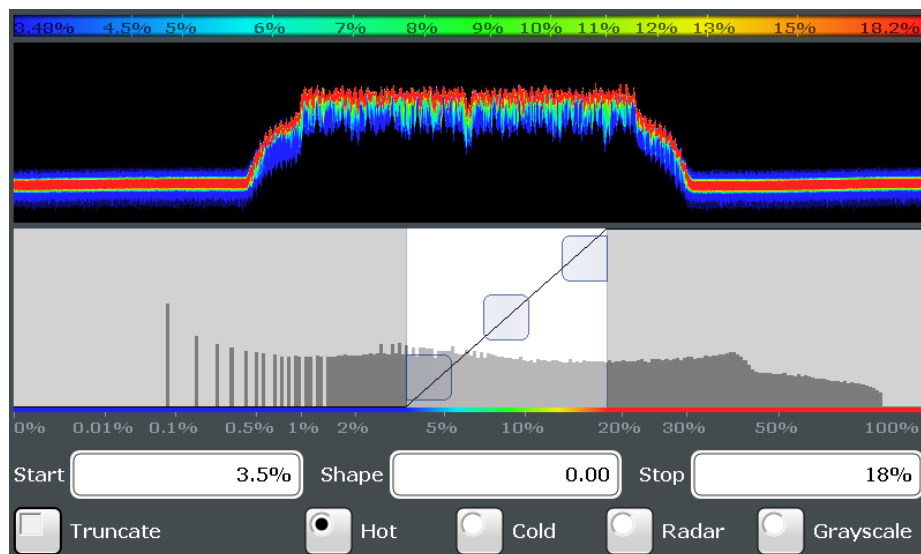 3.48% 4.5% 5% 6% 7% 8% 9% 10% 11% 12% 13% 15% 18.2%
0% 0.01% 0.1% 0.5% 1% 2% 5% 10% 20% 30% 50% 100%
Start 3.5% Shape 0.00 Stop 18%
Truncate Hot Cold Radar Grayscale